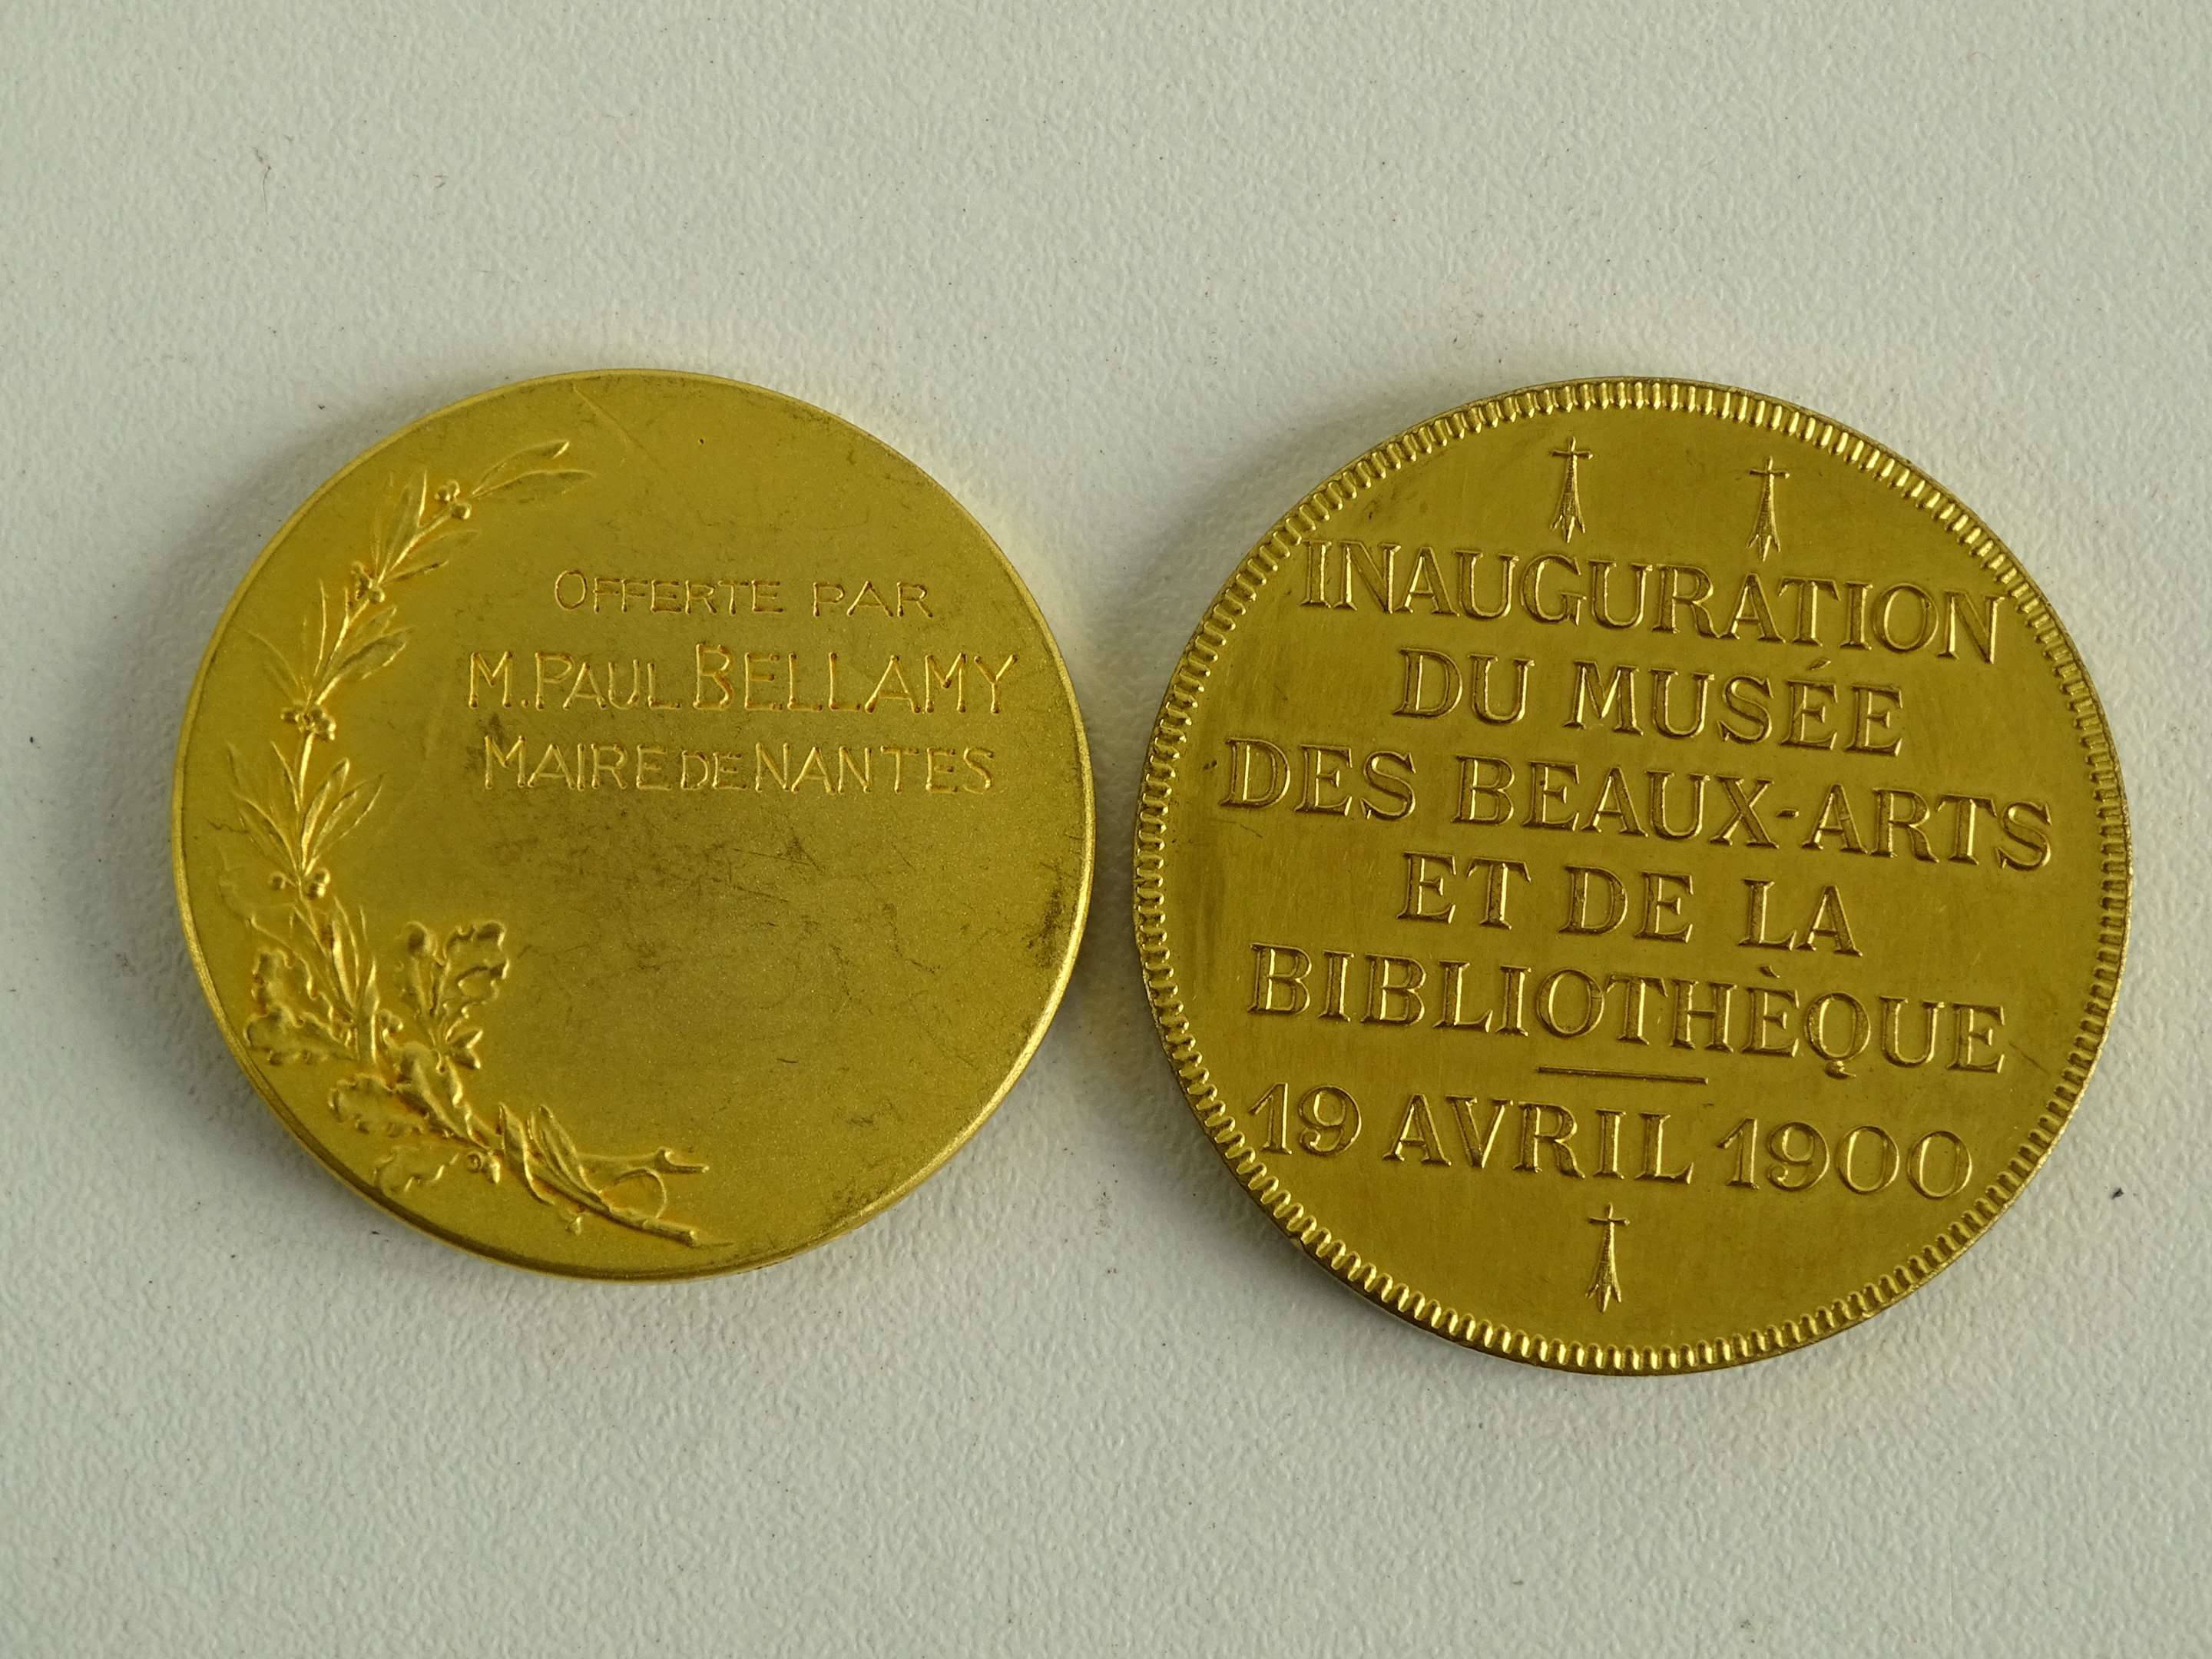 OFFERTE PAR
M. PAUL BELLAMY
MAIRE DE NANTES
INAUGURATION
DU MUSÉE
DES BEAUX-ARTS
ET DE LA
BIBLIOTHÈQUE
19 AVRIL 1900